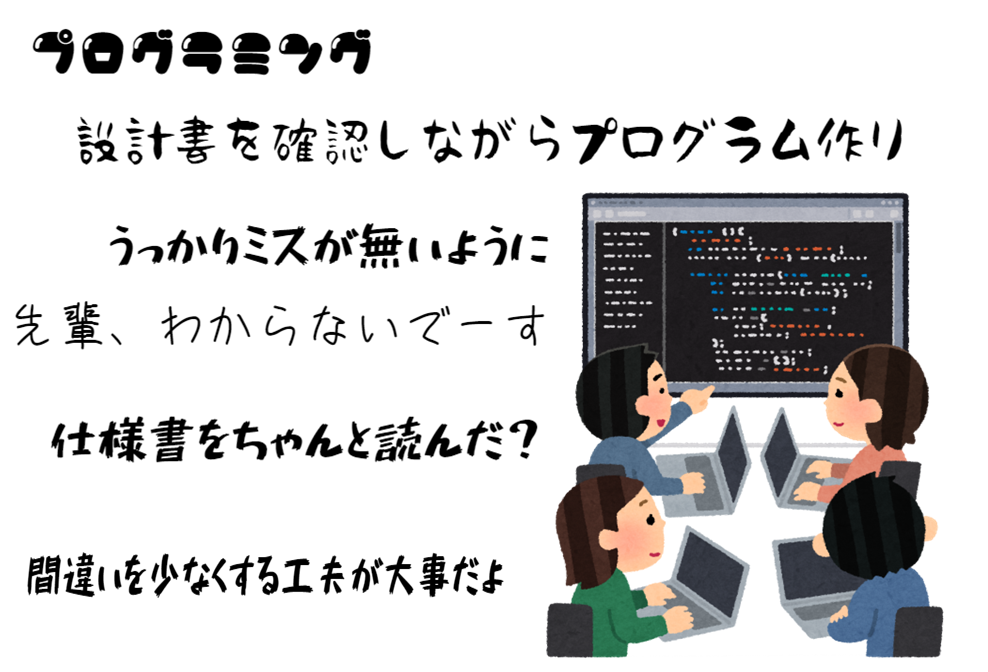 プログラミング
設計書を確認しながらプログラム作り
うっかりミスが無いように
先輩、わからないでーす
仕様書をちゃんと読んだ？
間違いを少なくする工夫が大事だよ